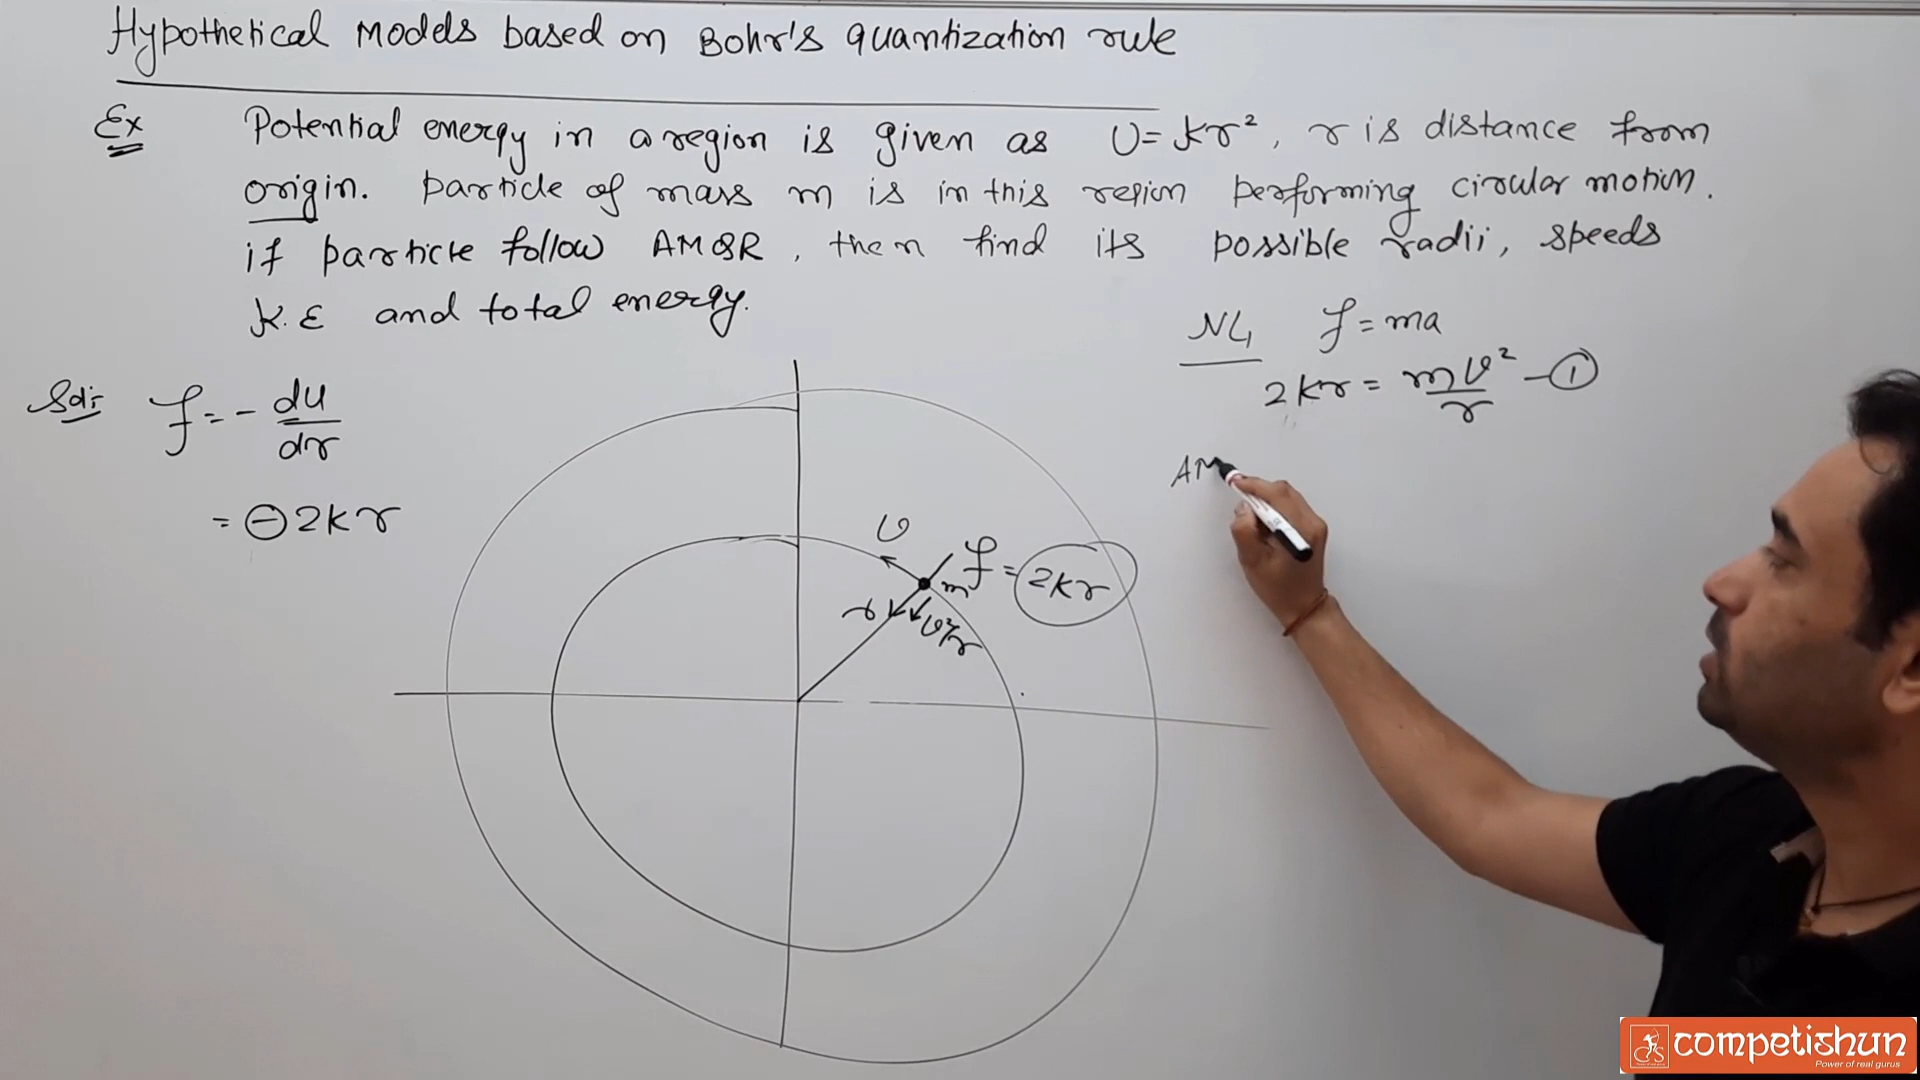 Hypothetical Models based on Bohr's quantization rule
Ex Potential energy in a region is given as U = kr², r is distance from
origin. Particle of mass m is in this region performing circular motion.
if particle follow AMQR, then find its possible radii, speeds
K.E and total energy.
NL, f = ma
2kr = mv²/r -①
Sol: f = - du/dr
= ⊖2kr
AM
v
f = 2kr
m
r
v²/r
competishun
Power of real gurus